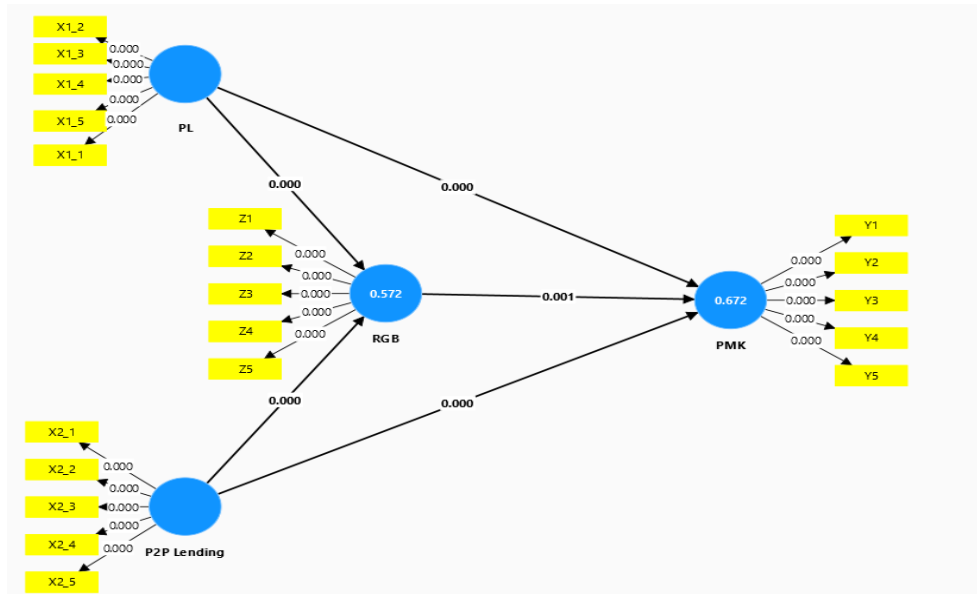 X1_2
X1_3
X1_4
X1_5
X1_1
0.000
0.000
0.000
0.000
0.000
PL
0.000
0.000
Z1
Z2
Z3
Z4
Z5
0.000
0.000
0.000
0.000
0.000
0.572
RGB
0.001
0.672
PMK
Y1
Y2
Y3
Y4
Y5
0.000
0.000
0.000
0.000
0.000
0.000
0.000
X2_1
X2_2
X2_3
X2_4
X2_5
0.000
0.000
0.000
0.000
0.000
P2P Lending